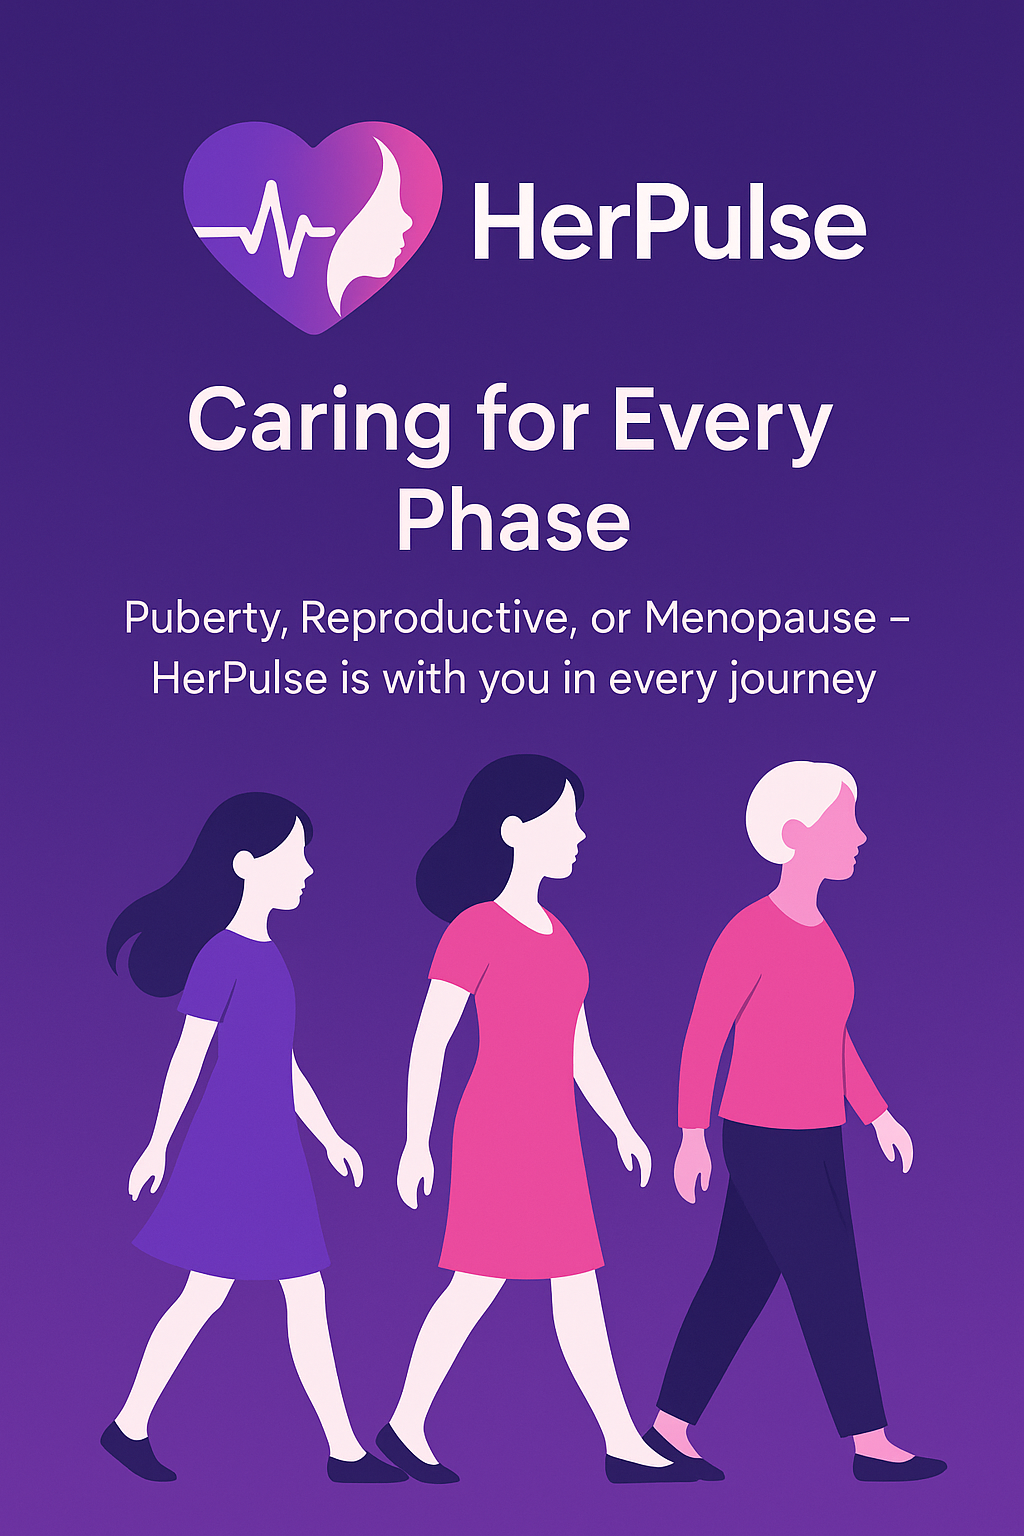 HerPulse
Caring for Every
Phase
Puberty, Reproductive, or Menopause –
HerPulse is with you in every journey